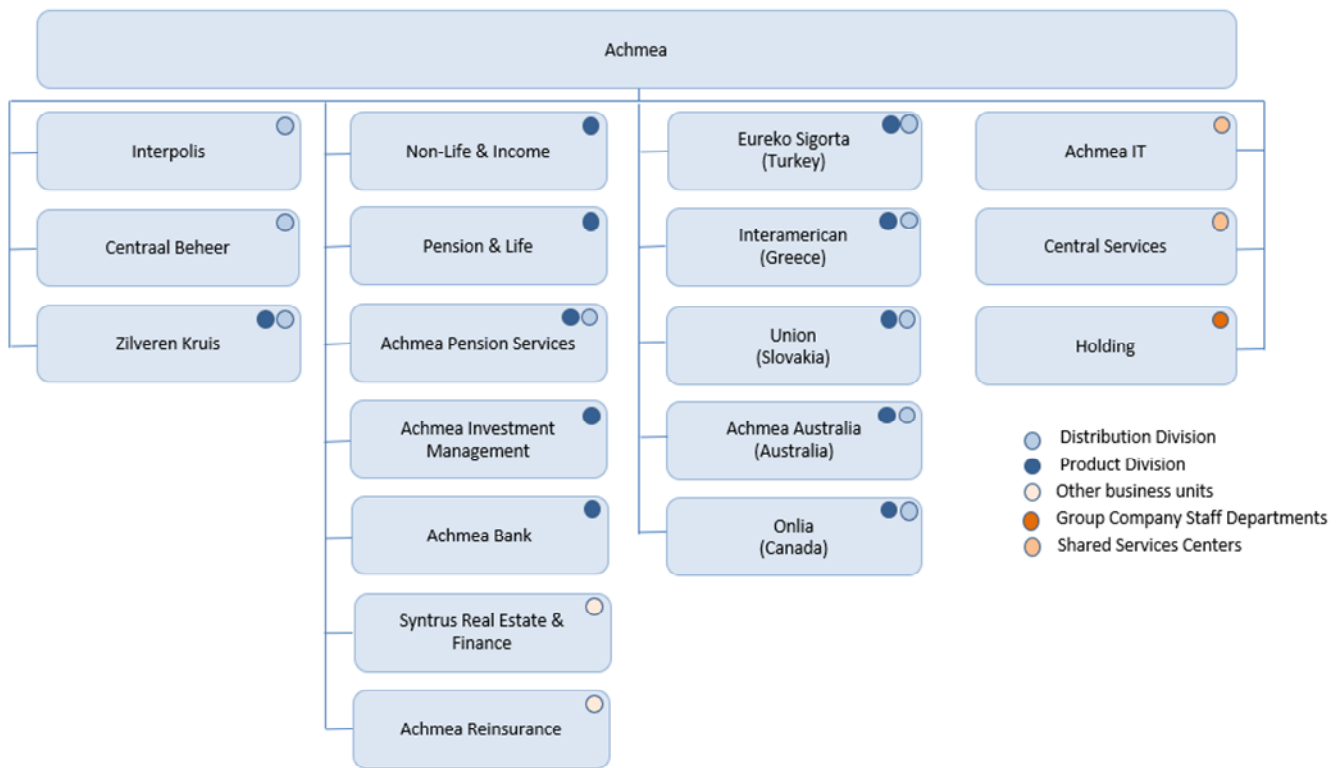 Achmea
Interpolis
Centraal Beheer
Zilveren Kruis
Non-Life & Income
Pension & Life
Achmea Pension Services
Achmea Investment
Management
Achmea Bank
Syntrus Real Estate &
Finance
Achmea Reinsurance
Eureko Sigorta
(Turkey)
Interamerican
(Greece)
Union
(Slovakia)
Achmea Australia
(Australia)
Onlia
(Canada)
Achmea IT
Central Services
Holding
Distribution Division
Product Division
Other business units
Group Company Staff Departments
Shared Services Centers